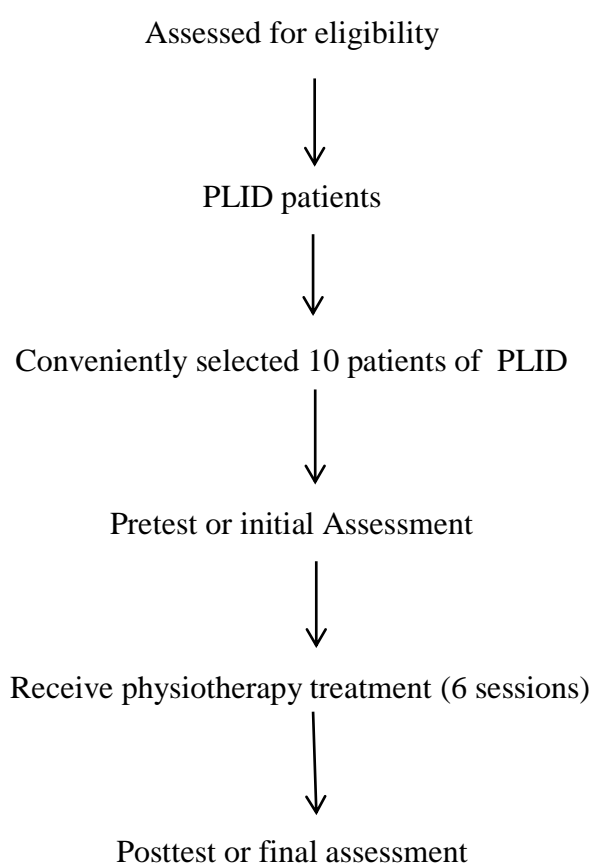 Assessed for eligibility
PLID patients
Conveniently selected 10 patients of PLID
Pretest or initial Assessment
Receive physiotherapy treatment (6 sessions)
Posttest or final assessment